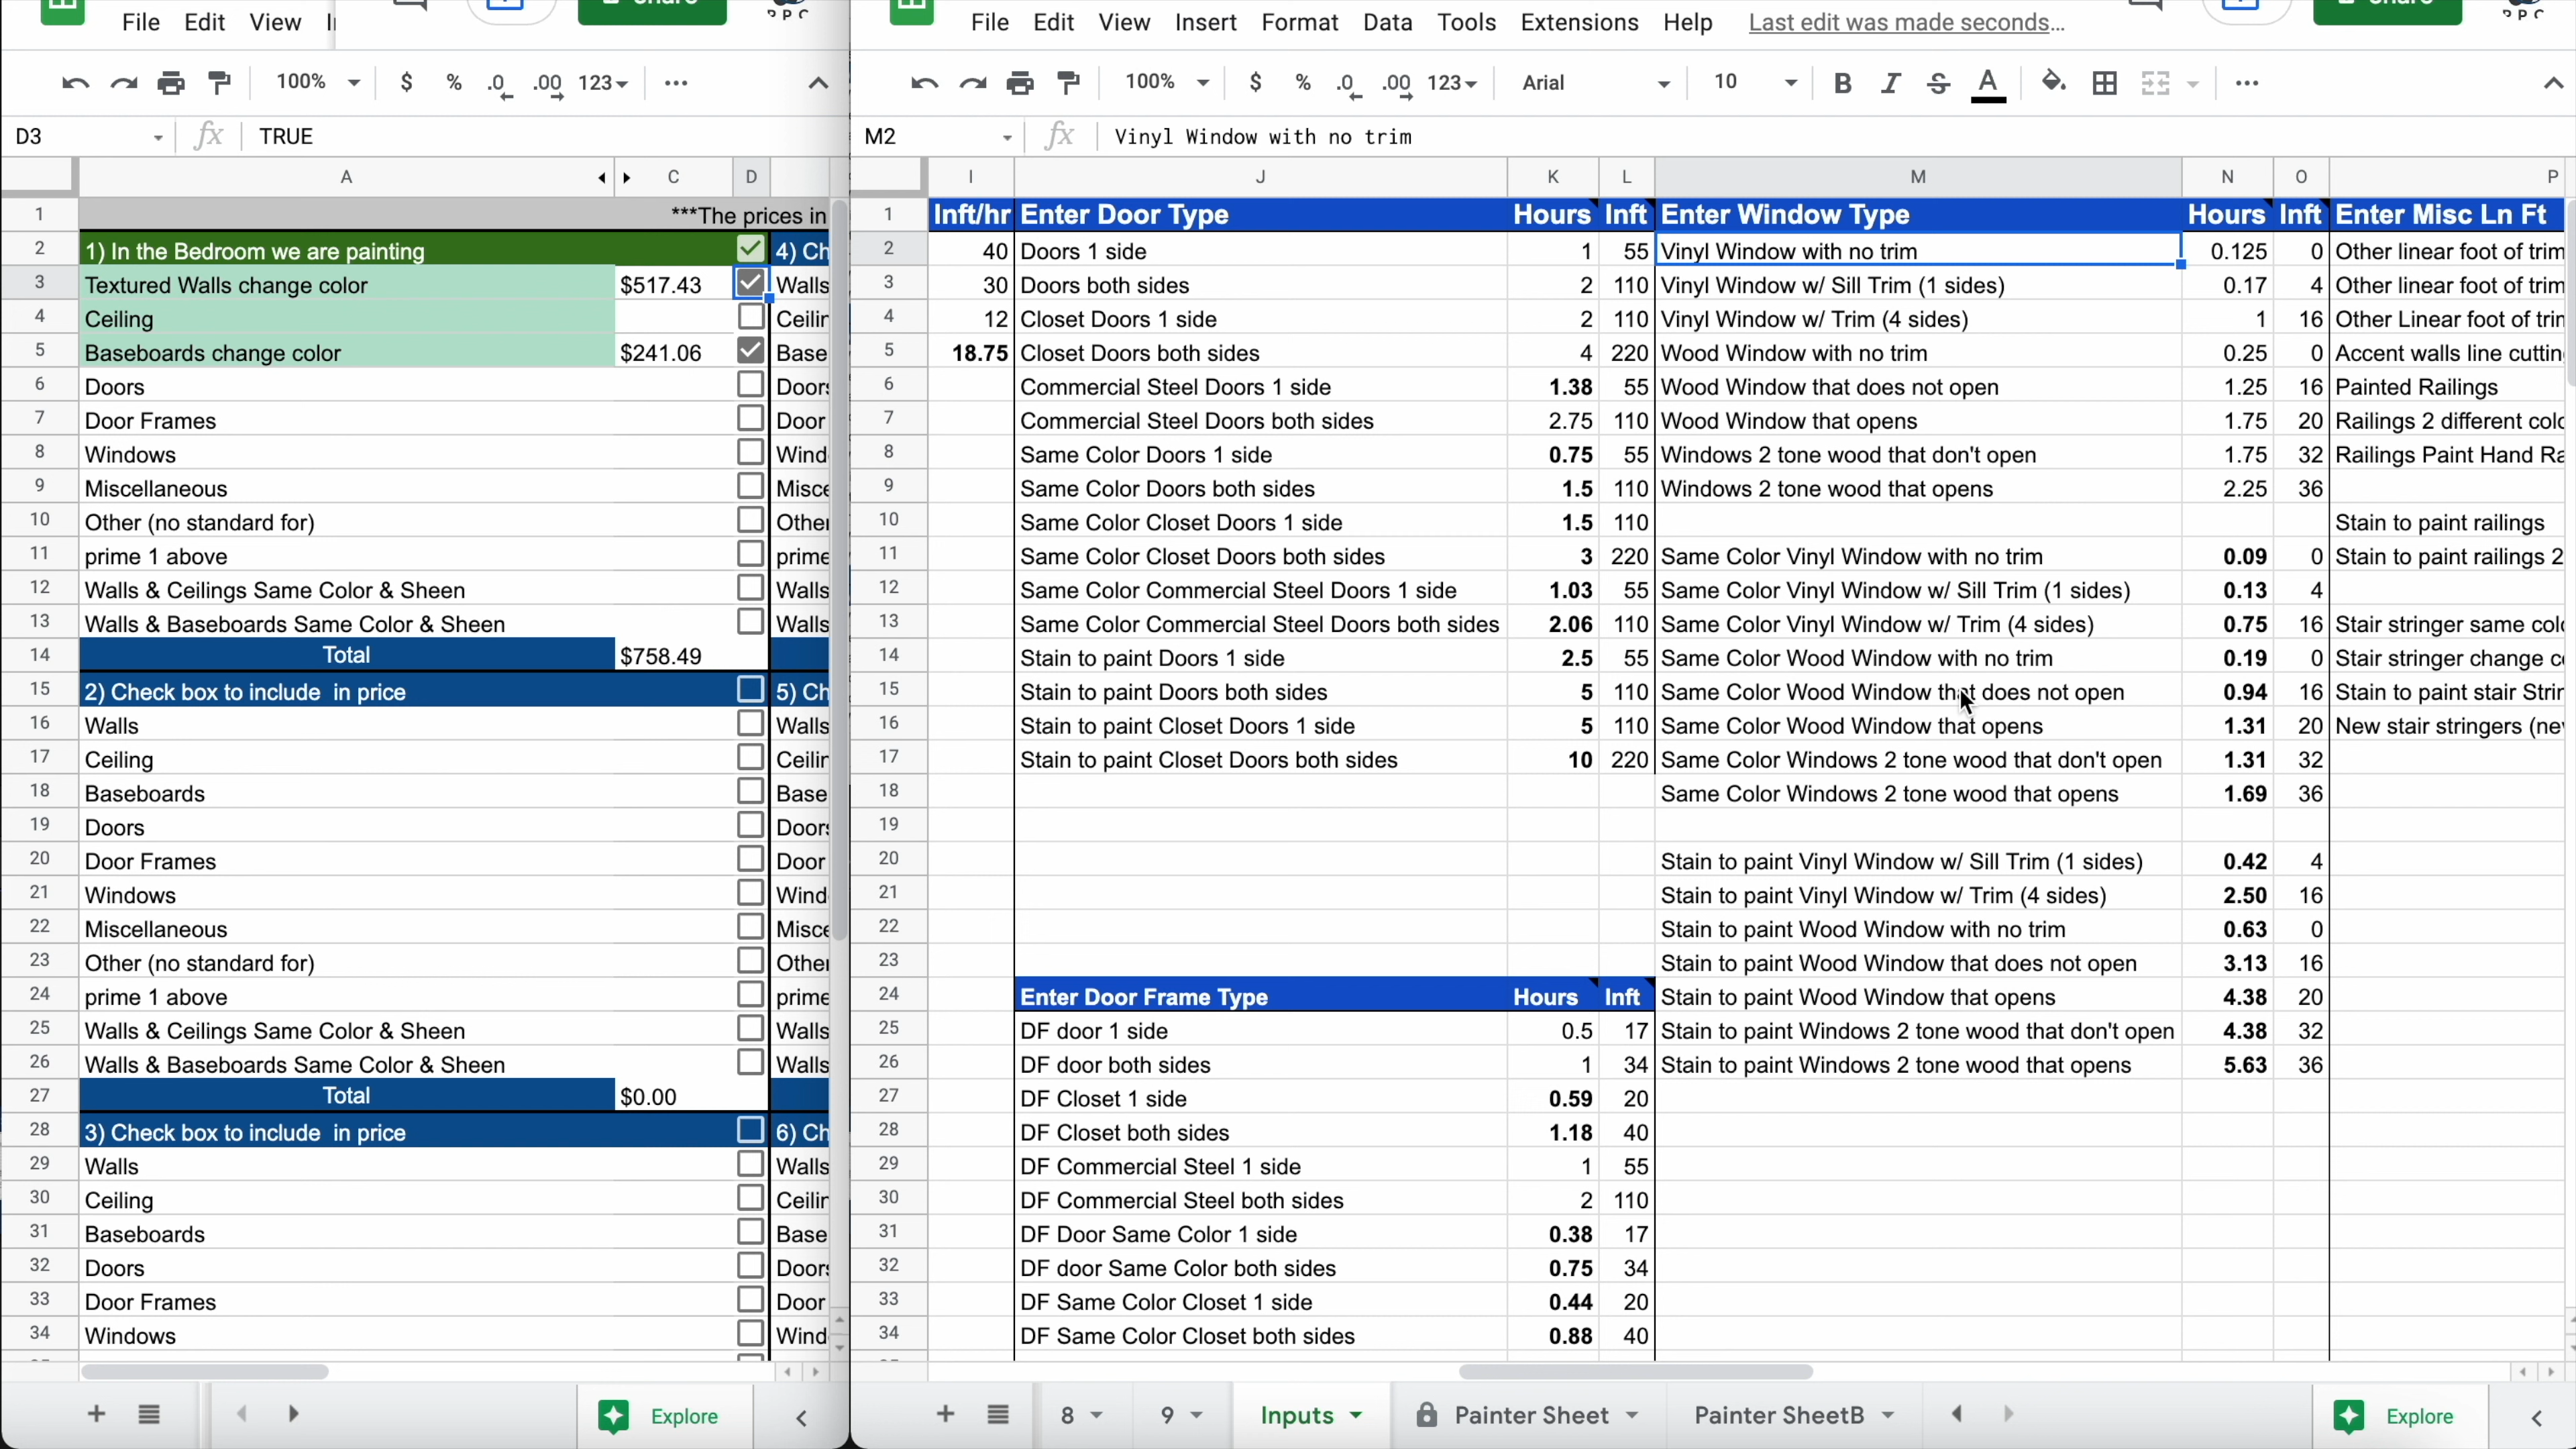 File Edit View
100% $ % .0 .00 123 ...
D3 fx TRUE
A C D
1 ***The prices in
2 1) In the Bedroom we are painting 4) Ch
3 Textured Walls change color $517.43 Walls
4 Ceiling
5 Baseboards change color $241.06 Base
6 Doors
7 Door Frames Door
8 Windows Wind
9 Miscellaneous
10 Other (no standard for)
11 prime 1 above prime
12 Walls & Ceilings Same Color & Sheen Walls
13 Walls & Baseboards Same Color & Sheen Walls
14 Total $758.49
15 2) Check box to include in price 5) Ch
16 Walls Walls
17 Ceiling
18 Baseboards Base
19 Doors
20 Door Frames Door
21 Windows Wind
22 Miscellaneous
23 Other (no standard for)
24 prime 1 above prime
25 Walls & Ceilings Same Color & Sheen Walls
26 Walls & Baseboards Same Color & Sheen Walls
27 Total $0.00
28 3) Check box to include in price 6) Ch
29 Walls Walls
30 Ceiling
31 Baseboards Base
32 Doors
33 Door Frames Door
34 Windows Wind
Explore
File Edit View Insert Format Data Tools Extensions Help Last edit was made seconds...
100% $ % .0 .00 123 Arial 10 B I S A ...
M2 fx Vinyl Window with no trim
I J K L M N O P
1 lnft/hr Enter Door Type Hours lnft Enter Window Type Hours lnft Enter Misc Ln Ft
2 40 Doors 1 side 1 55 Vinyl Window with no trim 0.125 0 Other linear foot of trim
3 30 Doors both sides 2 110 Vinyl Window w/ Sill Trim (1 sides) 0.17 4 Other linear foot of trim
4 12 Closet Doors 1 side 2 110 Vinyl Window w/ Trim (4 sides) 1 16 Other Linear foot of
5 18.75 Closet Doors both sides 4 220 Wood Window with no trim 0.25 0 Accent walls line
6 Commercial Steel Doors 1 side 1.38 55 Wood Window that does not open 1.25 16 Painted Railings
7 Commercial Steel Doors both sides 2.75 110 Wood Window that opens 1.75 20 Railings 2 different
8 Same Color Doors 1 side 0.75 55 Windows 2 tone wood that don't open 1.75 32 Railings Paint Hand
9 Same Color Doors both sides 1.5 110 Windows 2 tone wood that opens 2.25 36
10 Same Color Closet Doors 1 side 1.5 110 Stain to paint railings
11 Same Color Closet Doors both sides 3 220 Same Color Vinyl Window with no trim 0.09 0 Stain to paint railings 2
12 Same Color Commercial Steel Doors 1 side 1.03 55 Same Color Vinyl Window w/ Sill Trim (1 sides) 0.13 4
13 Same Color Commercial Steel Doors both sides 2.06 110 Same Color Vinyl Window w/ Trim (4 sides) 0.75 16 Stair stringer same
14 Stain to paint Doors 1 side 2.5 55 Same Color Wood Window with no trim 0.19 0 Stair stringer change
15 Stain to paint Doors both sides 5 110 Same Color Wood Window that does not open 0.94 16 Stain to paint stair
16 Stain to paint Closet Doors 1 side 5 110 Same Color Wood Window that opens 1.31 20 New stair stringers
17 Stain to paint Closet Doors both sides 10 220 Same Color Windows 2 tone wood that don't open 1.31 32
18 Same Color Windows 2 tone wood that opens 1.69 36
19
20 Stain to paint Vinyl Window w/ Sill Trim (1 sides) 0.42 4
21 Stain to paint Vinyl Window w/ Trim (4 sides) 2.50 16
22 Stain to paint Wood Window with no trim 0.63 0
23 Stain to paint Wood Window that does not open 3.13 16
24 Enter Door Frame Type Hours lnft Stain to paint Wood Window that opens 4.38 20
25 DF door 1 side 0.5 17 Stain to paint Windows 2 tone wood that don't open 4.38 32
26 DF door both sides 1 34 Stain to paint Windows 2 tone wood that opens 5.63 36
27 DF Closet 1 side 0.59 20
28 DF Closet both sides 1.18 40
29 DF Commercial Steel 1 side 1 55
30 DF Commercial Steel both sides 2 110
31 DF Door Same Color 1 side 0.38 17
32 DF door Same Color both sides 0.75 34
33 DF Same Color Closet 1 side 0.44 20
34 DF Same Color Closet both sides 0.88 40
8 9 Inputs Painter Sheet Painter SheetB Explore